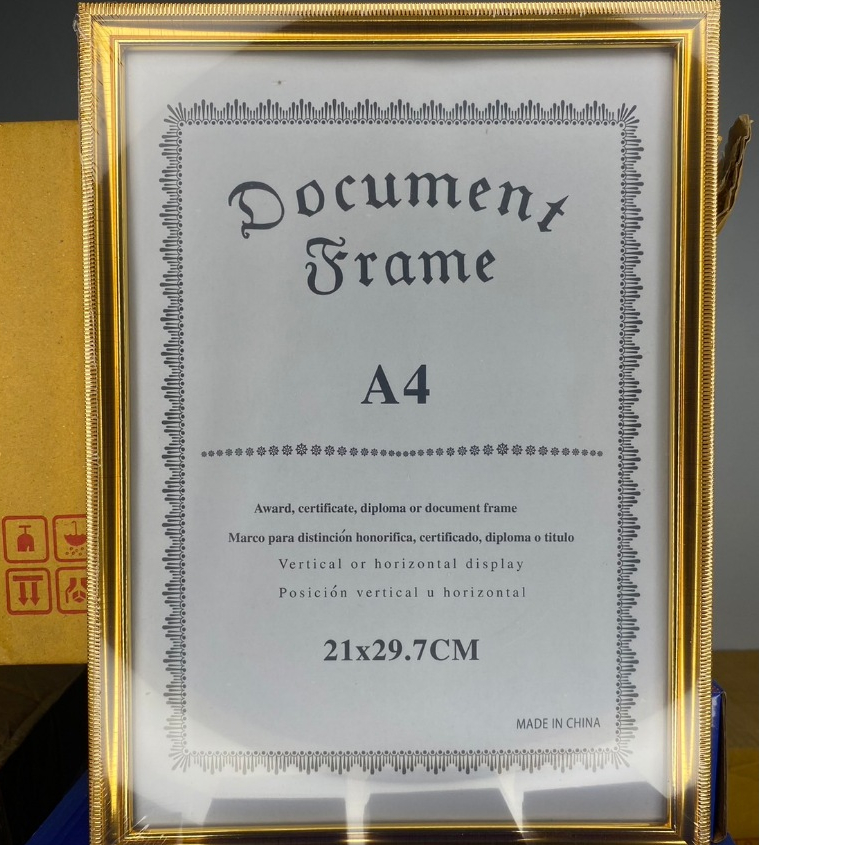 Document
Frame
A4
Award, certificate, diploma or document frame
Marco para distinción honorifica, certificado, diploma o titulo
Vertical or horizontal display
Posición vertical u horizontal
21x29.7CM
MADE IN CHINA